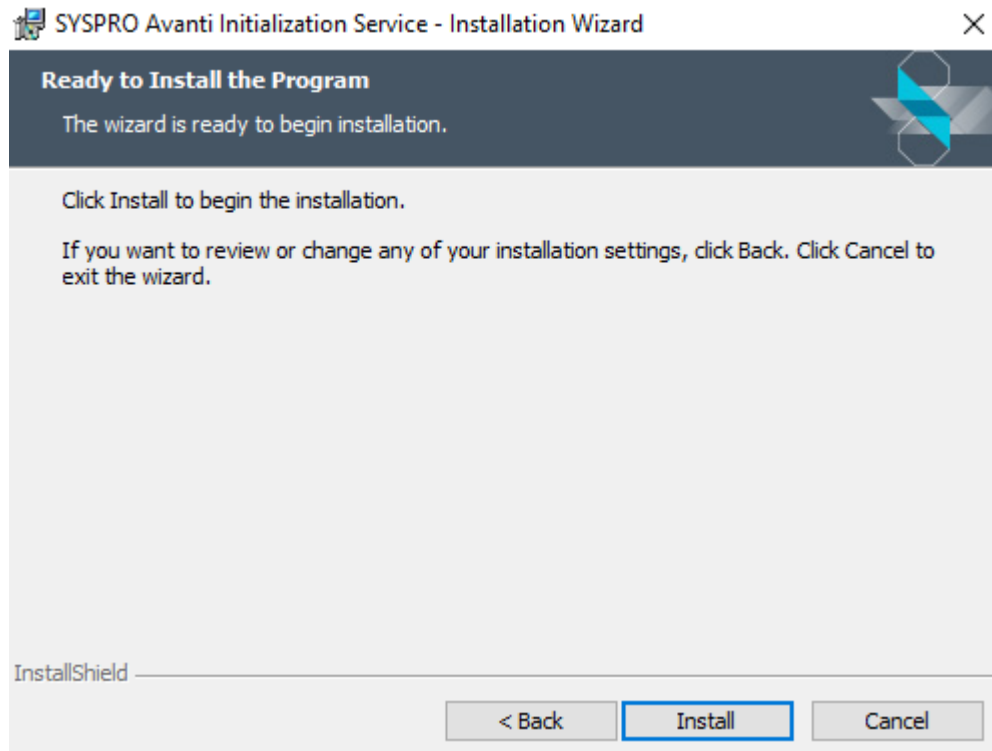 SYSPRO Avanti Initialization Service - Installation Wizard
Ready to Install the Program
The wizard is ready to begin installation.
Click Install to begin the installation.
If you want to review or change any of your installation settings, click Back. Click Cancel to
exit the wizard.
InstallShield
< Back
Install
Cancel